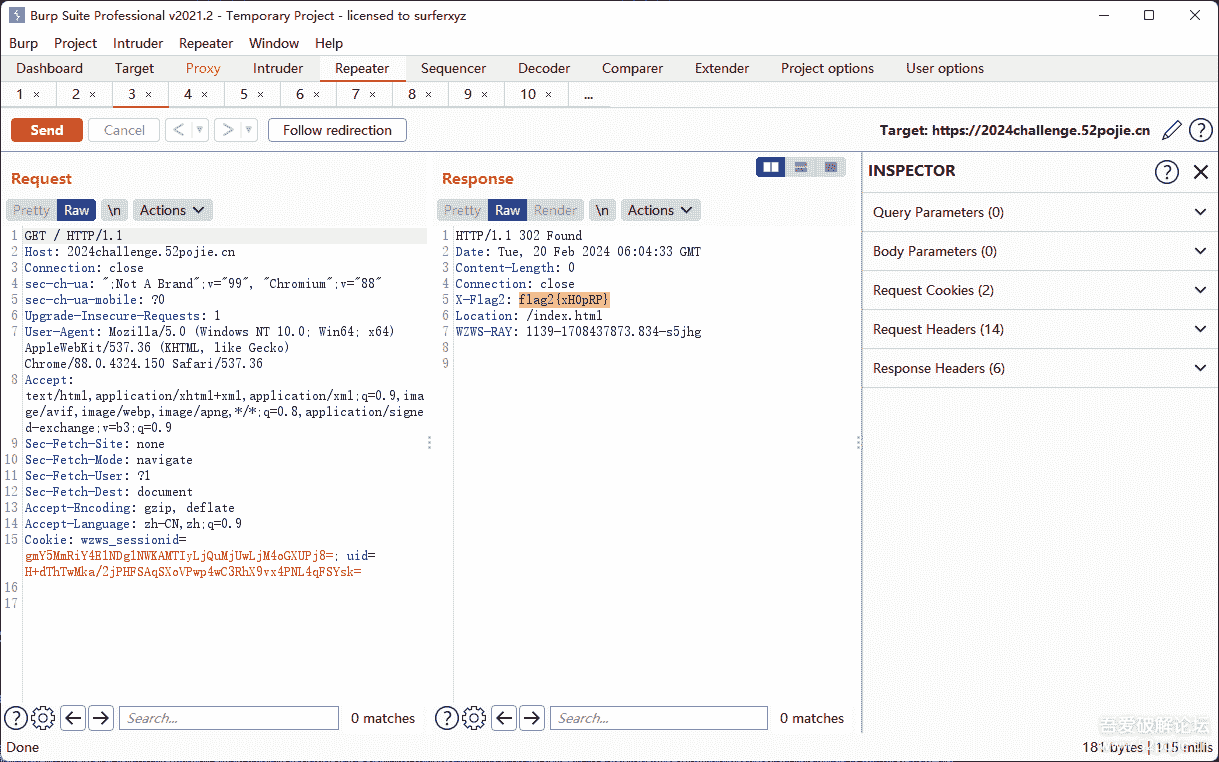 Burp Suite Professional v2021.2 - Temporary Project - licensed to surferxyz
Burp Project Intruder Repeater Window Help
Dashboard Target Proxy Intruder Repeater Sequencer Decoder Comparer Extender Project options User options
1 × 2 × 3 × 4 × 5 × 6 × 7 × 8 × 9 × 10 × ...
Send Cancel < > Follow redirection Target: https://2024challenge.52pojie.cn ?
Request
Pretty Raw \n Actions
1 GET / HTTP/1.1
2 Host: 2024challenge.52pojie.cn
3 Connection: close
4 sec-ch-ua: ";Not A Brand";v="99", "Chromium";v="88"
5 sec-ch-ua-mobile: ?0
6 Upgrade-Insecure-Requests: 1
7 User-Agent: Mozilla/5.0 (Windows NT 10.0; Win64; x64)
AppleWebKit/537.36 (KHTML, like Gecko)
Chrome/88.0.4324.150 Safari/537.36
8 Accept:
text/html,application/xhtml+xml,application/xml;q=0.9,ima
ge/avif,image/webp,image/apng,*/*;q=0.8,application/signe
d-exchange;v=b3;q=0.9
9 Sec-Fetch-Site: none
10 Sec-Fetch-Mode: navigate
11 Sec-Fetch-User: ?1
12 Sec-Fetch-Dest: document
13 Accept-Encoding: gzip, deflate
14 Accept-Language: zh-CN,zh;q=0.9
15 Cookie: wzws_sessionid=
gmY5MmRiY4E1NDg1NWKAMTIyLjQuMjUwLjM4oGXUPj8=; uid=
H+dThTwMka/2jPHFSAqSXoVPwp4wC3RhX9vx4PNL4qFSYsk=
16
17
? Search... 0 matches
Response
Pretty Raw Render \n Actions
1 HTTP/1.1 302 Found
2 Date: Tue, 20 Feb 2024 06:04:33 GMT
3 Content-Length: 0
4 Connection: close
5 X-Flag2: flag2{xHOpRP}
6 Location: /index.html
7 WZWS-RAY: 1139-1708437873.834-s5jhg
8
9
? Search... 0 matches
INSPECTOR ?
Query Parameters (0)
Body Parameters (0)
Request Cookies (2)
Request Headers (14)
Response Headers (6)
吾爱破解论坛
Done
181 bytes | 115 millis